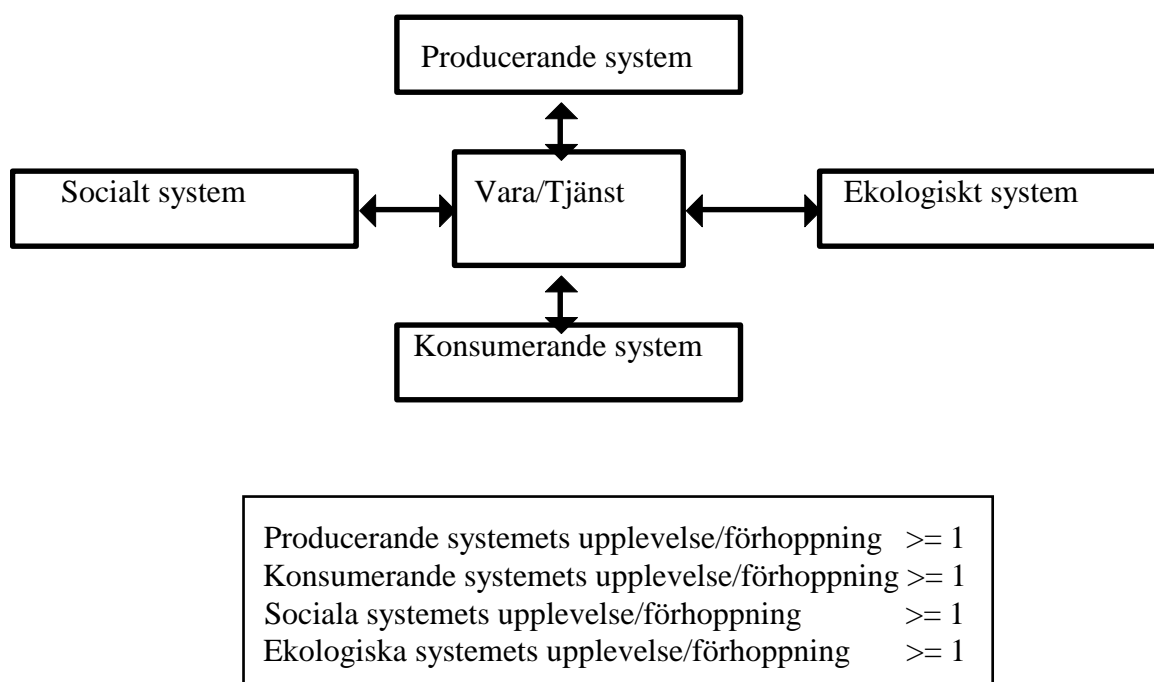 Producerande system
Socialt system
Vara/Tjänst
Ekologiskt system
Konsumerande system
Producerande systemets upplevelse/förhoppning >= 1
Konsumerande systemets upplevelse/förhoppning >= 1
Sociala systemets upplevelse/förhoppning >= 1
Ekologiska systemets upplevelse/förhoppning >= 1